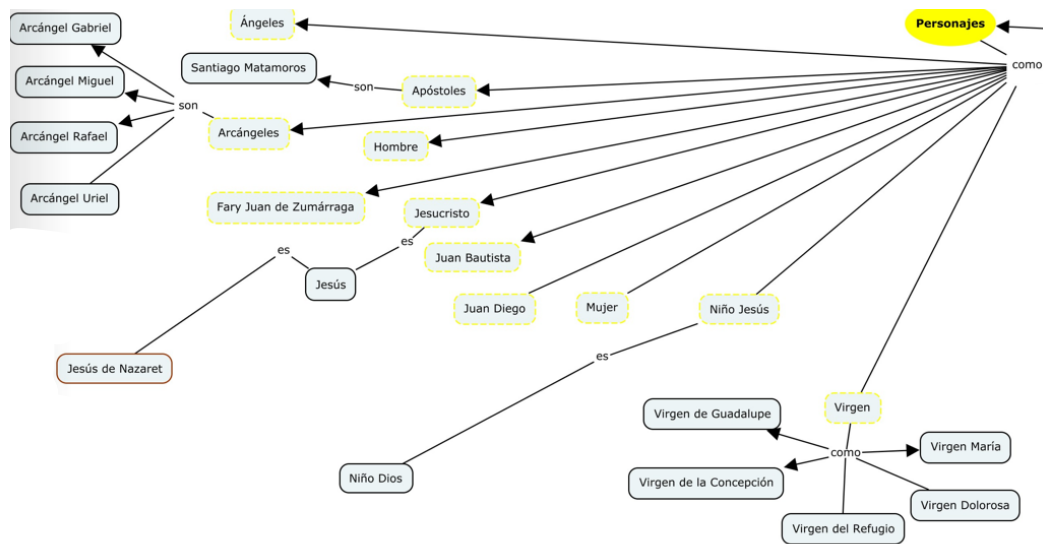 Ángeles
Personajes
Arcángel Gabriel
como
Santiago Matamoros
Arcángel Miguel
son
Apóstoles
son
Arcángel Rafael
Arcángeles
Hombre
Arcángel Uriel
Fary Juan de Zumárraga
Jesucristo
es
es
Juan Bautista
Jesús
Juan Diego
Mujer
Niño Jesús
es
Jesús de Nazaret
Virgen de Guadalupe
Virgen
Virgen María
como
Niño Dios
Virgen de la Concepción
Virgen Dolorosa
Virgen del Refugio